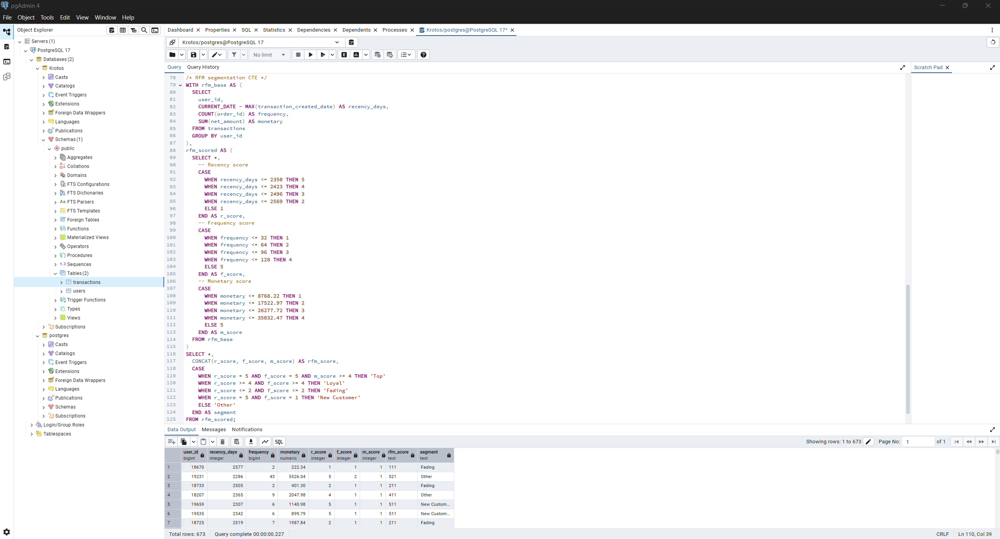 pgAdmin 4
File Object Tools Edit View Window Help
Object Explorer
Servers (1)
PostgreSQL 17
Databases (2)
Krotos
Casts
Catalogs
Event Triggers
Extensions
Foreign Data Wrappers
Languages
Publications
Schemas (1)
public
Aggregates
Collations
Domains
FTS Configurations
FTS Dictionaries
Aa FTS Parsers
FTS Templates
Foreign Tables
Functions
Materialized Views
Operators
Procedures
1..3 Sequences
Tables (2)
transactions
users
Trigger Functions
Types
Views
Subscriptions
postgres
Casts
Catalogs
Event Triggers
Extensions
Foreign Data Wrappers
Languages
Publications
Schemas
Subscriptions
Login/Group Roles
Tablespaces
Dashboard Properties SQL Statistics Dependencies Dependents Processes Krotos/postgres@PostgreSQL 17*
Krotos/postgres@PostgreSQL 17
No limit E
Query Query History
Scratch Pad
78 /* RFM segmentation CTE */
79 WITH rfm_base AS (
80 SELECT
81 user_id,
82 CURRENT_DATE - MAX(transaction_created_date) AS recency_days,
83 COUNT(order_id) AS frequency,
84 SUM(net_amount) AS monetary
85 FROM transactions
86 GROUP BY user_id
87 ),
88 rfm_scored AS (
89 SELECT *,
90 -- Recency score
91 CASE
92 WHEN recency_days <= 2350 THEN 5
93 WHEN recency_days <= 2423 THEN 4
94 WHEN recency_days <= 2496 THEN 3
95 WHEN recency_days <= 2569 THEN 2
96 ELSE 1
97 END AS r_score,
98 -- Frequency score
99 CASE
100 WHEN frequency <= 32 THEN 1
101 WHEN frequency <= 64 THEN 2
102 WHEN frequency <= 96 THEN 3
103 WHEN frequency <= 128 THEN 4
104 ELSE 5
105 END AS f_score,
106 -- Monetary score
107 CASE
108 WHEN monetary <= 8768.22 THEN 1
109 WHEN monetary <= 17522.97 THEN 2
110 WHEN monetary <= 26277.72 THEN 3
111 WHEN monetary <= 35032.47 THEN 4
112 ELSE 5
113 END AS m_score
114 FROM rfm_base
115 )
116 SELECT *,
117 CONCAT(r_score, f_score, m_score) AS rfm_score,
118 CASE
119 WHEN r_score = 5 AND f_score = 5 AND m_score >= 4 THEN 'Top'
120 WHEN r_score >= 4 AND f_score >= 4 THEN 'Loyal'
121 WHEN r_score <= 2 AND f_score <= 2 THEN 'Fading'
122 WHEN r_score = 5 AND f_score = 1 THEN 'New Customer'
123 ELSE 'Other'
124 END AS segment
125 FROM rfm_scored;
Data Output Messages Notifications
SQL Showing rows: 1 to 673 Page No: 1 of 1
user_id recency_days frequency monetary r_score f_score m_score rfm_score segment
bigint integer bigint numeric integer integer integer text text
1 18670 2577 2 222.34 1 1 1 111 Fading
2 19231 2286 43 5526.04 5 2 1 521 Other
3 18733 2505 2 401.30 2 1 1 211 Fading
4 18207 2365 9 2047.98 4 1 1 411 Other
5 19659 2307 6 1140.98 5 1 1 511 New Custom...
6 19535 2342 6 899.79 5 1 1 511 New Custom...
7 18725 2519 7 1987.84 2 1 1 211 Fading
Total rows: 673 Query complete 00:00:00.227 CRLF Ln 110, Col 39